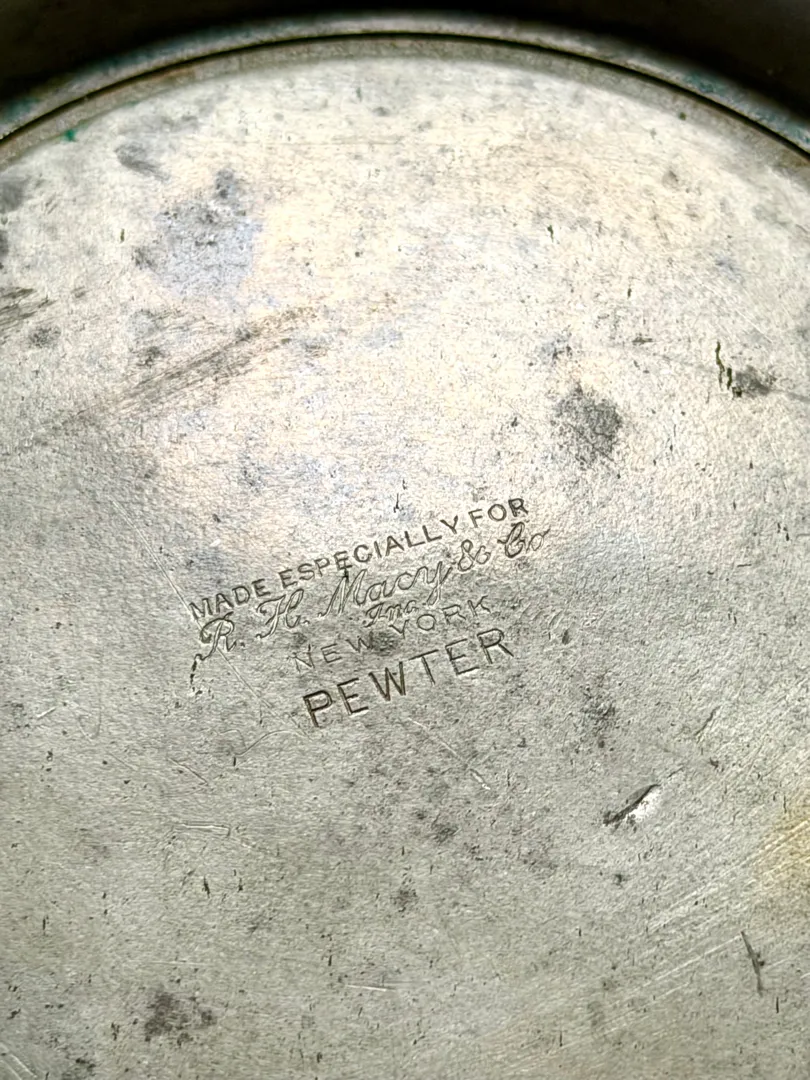 MADE ESPECIALLY FOR
R. H. Macy & Co
Inc.
NEW YORK
PEWTER